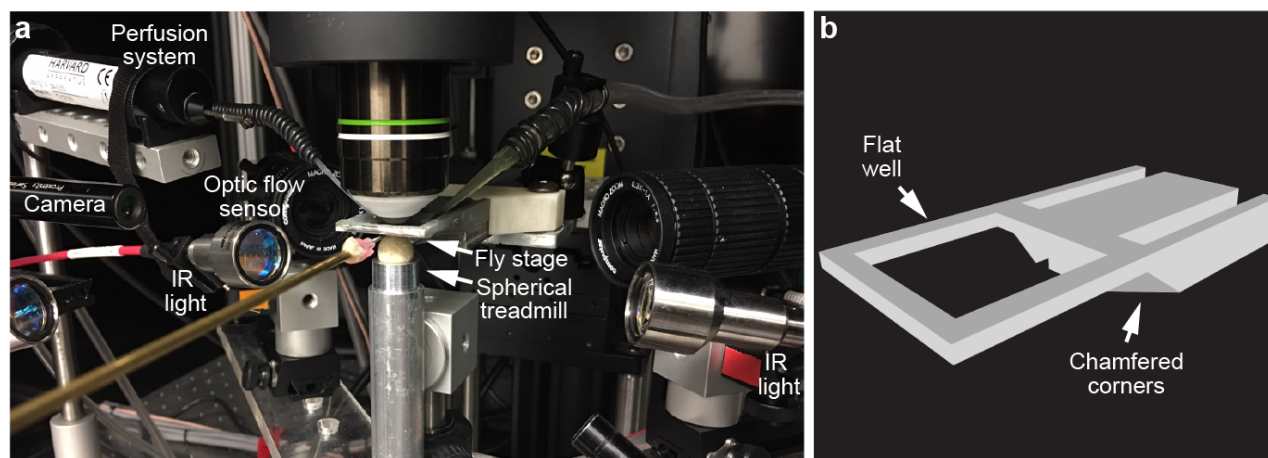 a
Perfusion
system
HARVARD
APPARATUS
Optic flow
sensor
Camera
IR
light
Fly stage
Spherical
treadmill
IR
light
b
Flat
well
Chamfered
corners